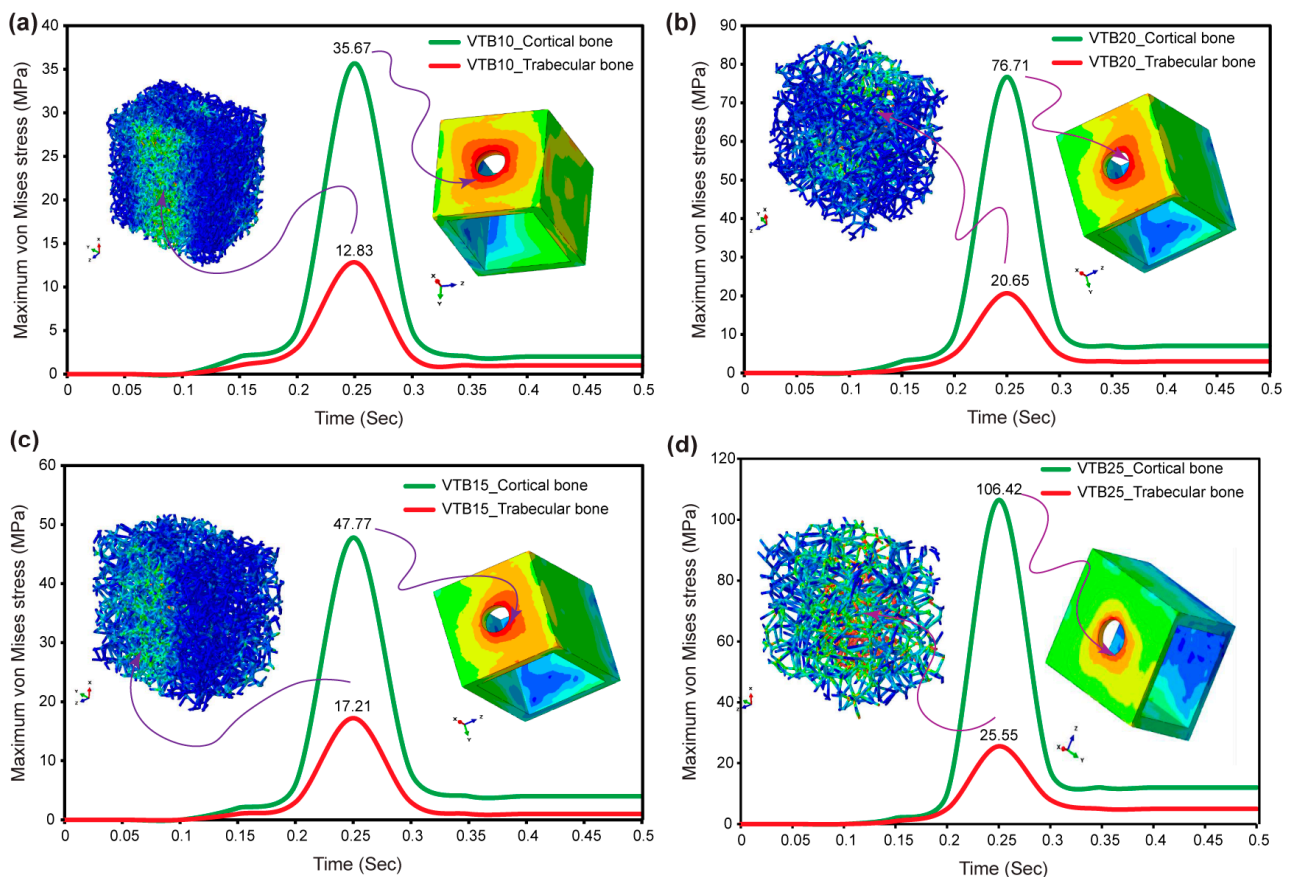 (a)
Maximum von Mises stress (MPa)
40
35
30
25
20
15
10
5
0
35.67
12.83
VTB10_Cortical bone
VTB10_Trabecular bone
X
Y
Z
X
Z
Y
0
0.05
0.1
0.15
0.2
0.25
0.3
0.35
0.4
0.45
0.5
Time (Sec)
(b)
Maximum von Mises stress (MPa)
90
80
70
60
50
40
30
20
10
0
76.71
20.65
VTB20_Cortical bone
VTB20_Trabecular bone
X
Y
Z
X
Z
Y
0
0.05
0.1
0.15
0.2
0.25
0.3
0.35
0.4
0.45
0.5
Time (Sec)
(c)
Maximum von Mises stress (MPa)
60
50
40
30
20
10
0
47.77
17.21
VTB15_Cortical bone
VTB15_Trabecular bone
X
Y
Z
X
Z
Y
0
0.05
0.1
0.15
0.2
0.25
0.3
0.35
0.4
0.45
0.5
Time (Sec)
(d)
Maximum von Mises stress (MPa)
120
100
80
60
40
20
0
106.42
25.55
VTB25_Cortical bone
VTB25_Trabecular bone
X
Y
Z
Z
X
Y
0
0.05
0.1
0.15
0.2
0.25
0.3
0.35
0.4
0.45
0.5
Time (Sec)